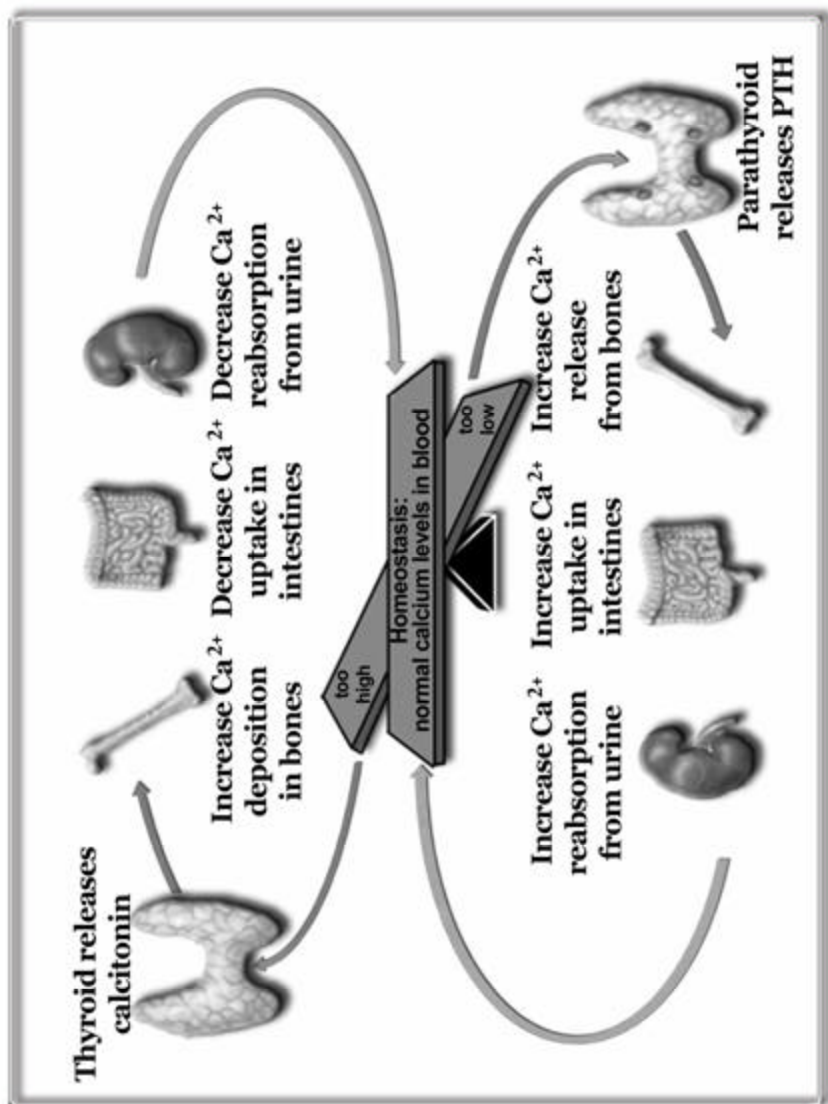 Thyroid releases
calcitonin
Increase Ca²⁺
deposition
in bones
Decrease Ca²⁺
uptake in
intestines
Decrease Ca²⁺
reabsorption
from urine
too
high
Homeostasis:
normal calcium levels in blood
too
low
Increase Ca²⁺
reabsorption
from urine
Increase Ca²⁺
uptake in
intestines
Increase Ca²⁺
release
from bones
Parathyroid
releases PTH